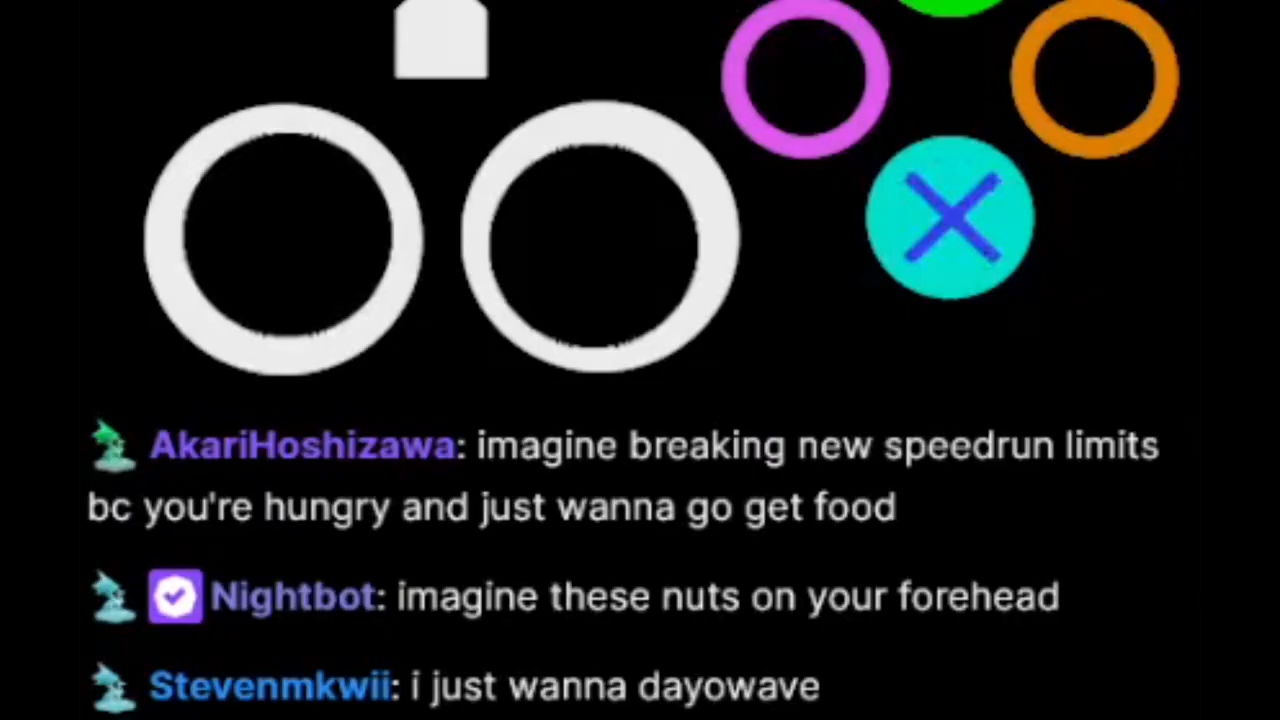 AkariHoshizawa: imagine breaking new speedrun limits
bc you're hungry and just wanna go get food
Nightbot: imagine these nuts on your forehead
Stevenmkwii: i just wanna dayowave